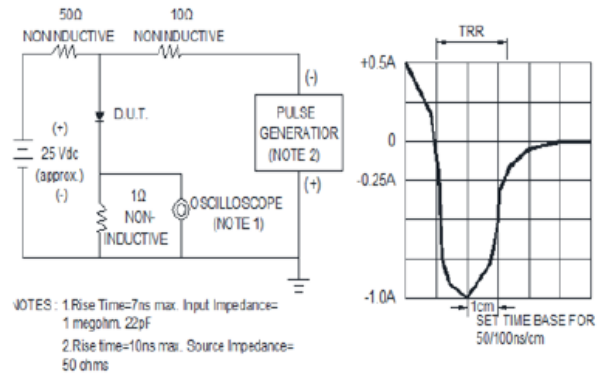 50Ω
NONINDUCTIVE
10Ω
NONINDUCTIVE
(+)
25 Vdc
(approx.)
(-)
D.U.T.
1Ω
NON-
INDUCTIVE
OSCILLOSCOPE
(NOTE 1)
(-)
PULSE
GENERATIOR
(NOTE 2)
(+)
NOTES : 1.Rise Time=7ns max. Input Impedance=
1 megohm. 22pF
2.Rise time=10ns max. Source Impedance=
50 ohms
TRR
+0.5A
0
-0.25A
-1.0A
1cm
SET TIME BASE FOR
50/100ns/cm